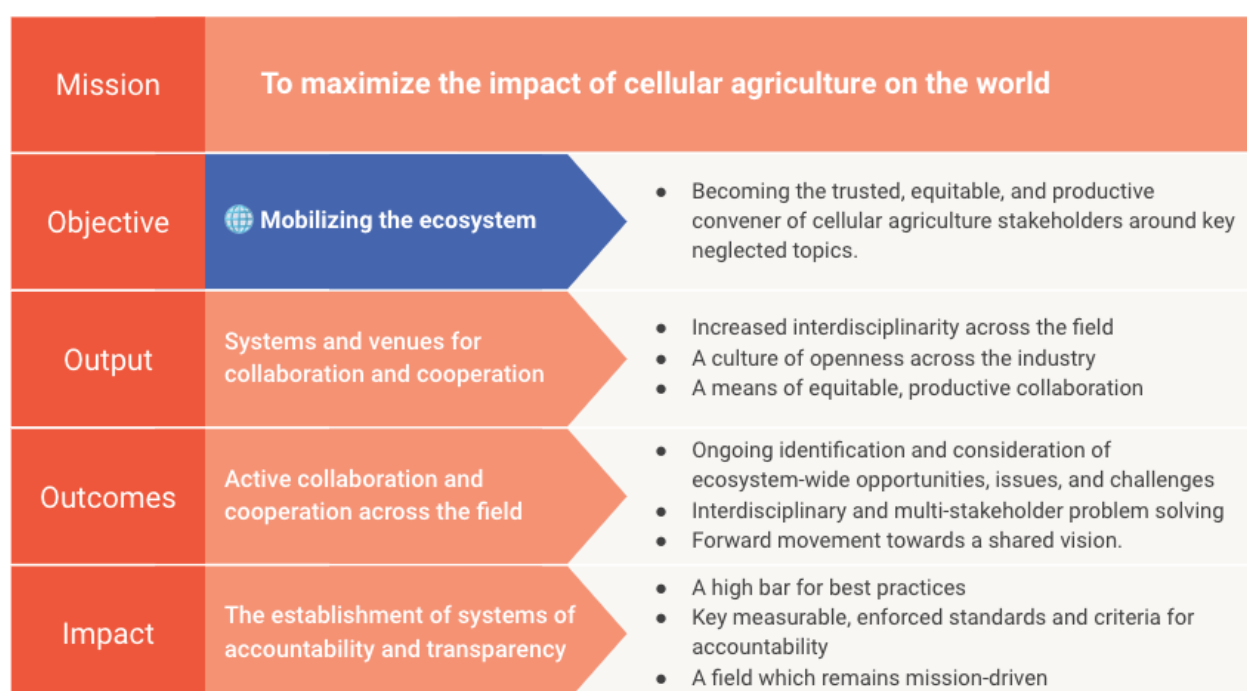 Mission
To maximize the impact of cellular agriculture on the world
Objective
Mobilizing the ecosystem
● Becoming the trusted, equitable, and productive
convener of cellular agriculture stakeholders around key
neglected topics.
Output
Systems and venues for
collaboration and cooperation
● Increased interdisciplinarity across the field
● A culture of openness across the industry
● A means of equitable, productive collaboration
Outcomes
Active collaboration and
cooperation across the field
● Ongoing identification and consideration of
ecosystem-wide opportunities, issues, and challenges
● Interdisciplinary and multi-stakeholder problem solving
● Forward movement towards a shared vision.
Impact
The establishment of systems of
accountability and transparency
● A high bar for best practices
● Key measurable, enforced standards and criteria for
accountability
● A field which remains mission-driven